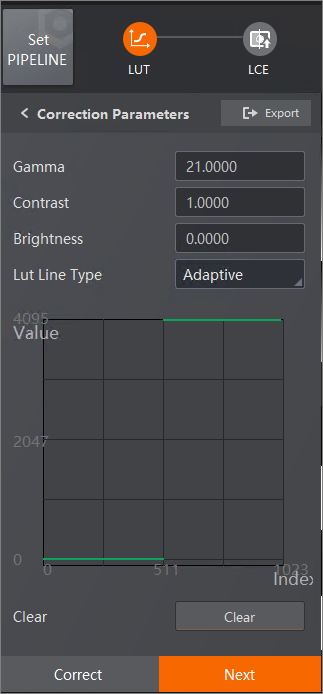 Set
PIPELINE
LUT
LCE
Correction Parameters
Export
Gamma
21.0000
Contrast
1.0000
Brightness
0.0000
Lut Line Type
Adaptive
4095
Value
2047
0
0
511
1023
Index
Clear
Clear
Correct
Next